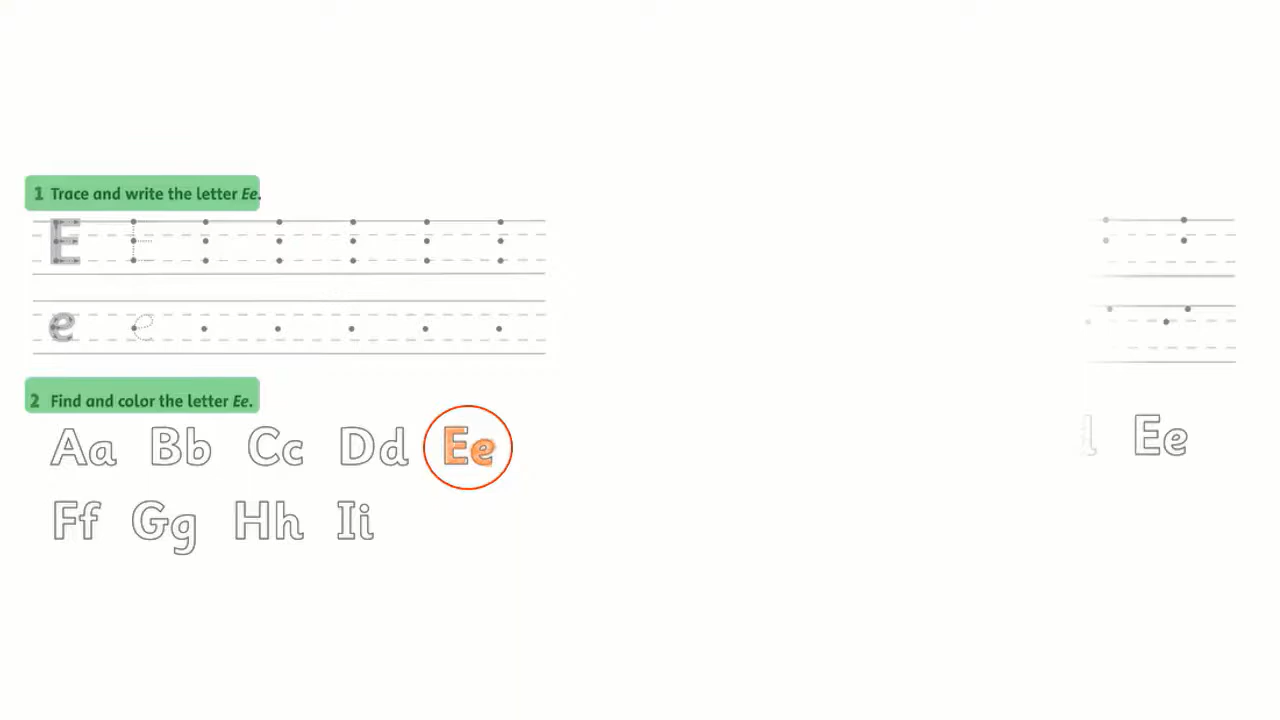 1 Trace and write the letter Ee.
E
e
2 Find and color the letter Ee.
Aa Bb Cc Dd Ee
Ff Gg Hh Ii
Ee